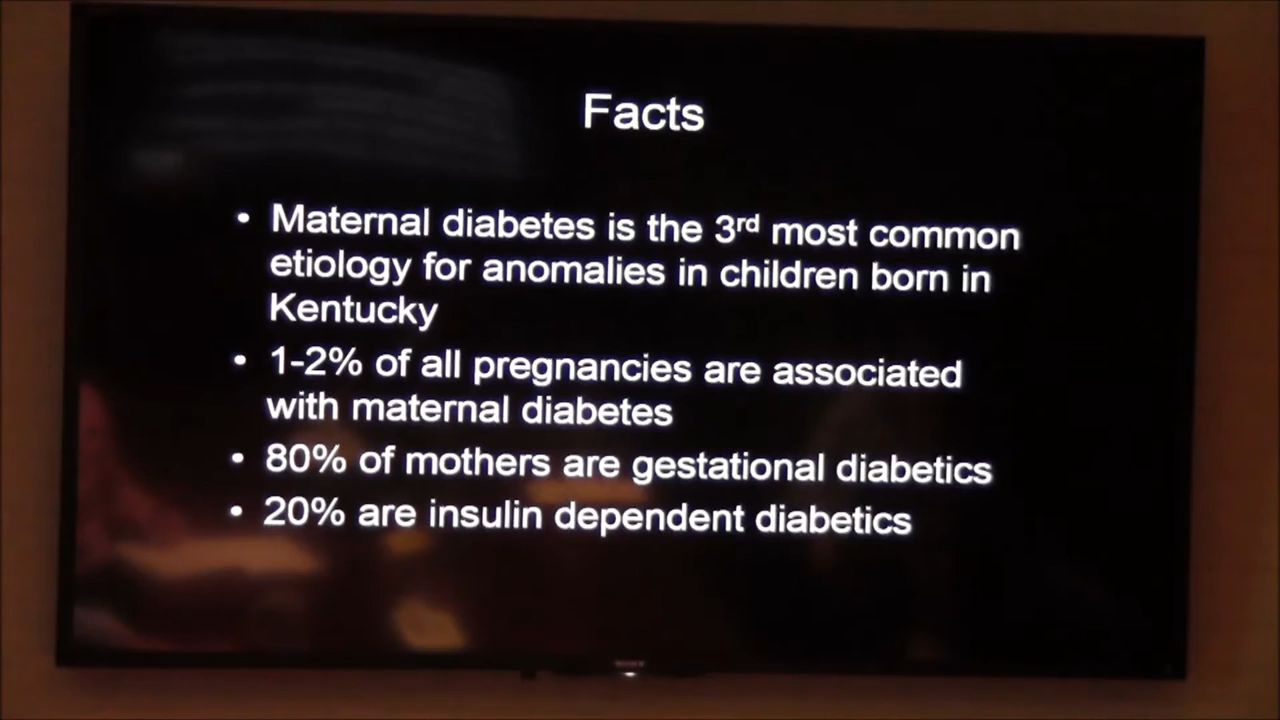 Facts
• Maternal diabetes is the 3rd most common
etiology for anomalies in children born in
Kentucky
• 1-2% of all pregnancies are associated
with maternal diabetes
• 80% of mothers are gestational diabetics
• 20% are insulin dependent diabetics
SONY